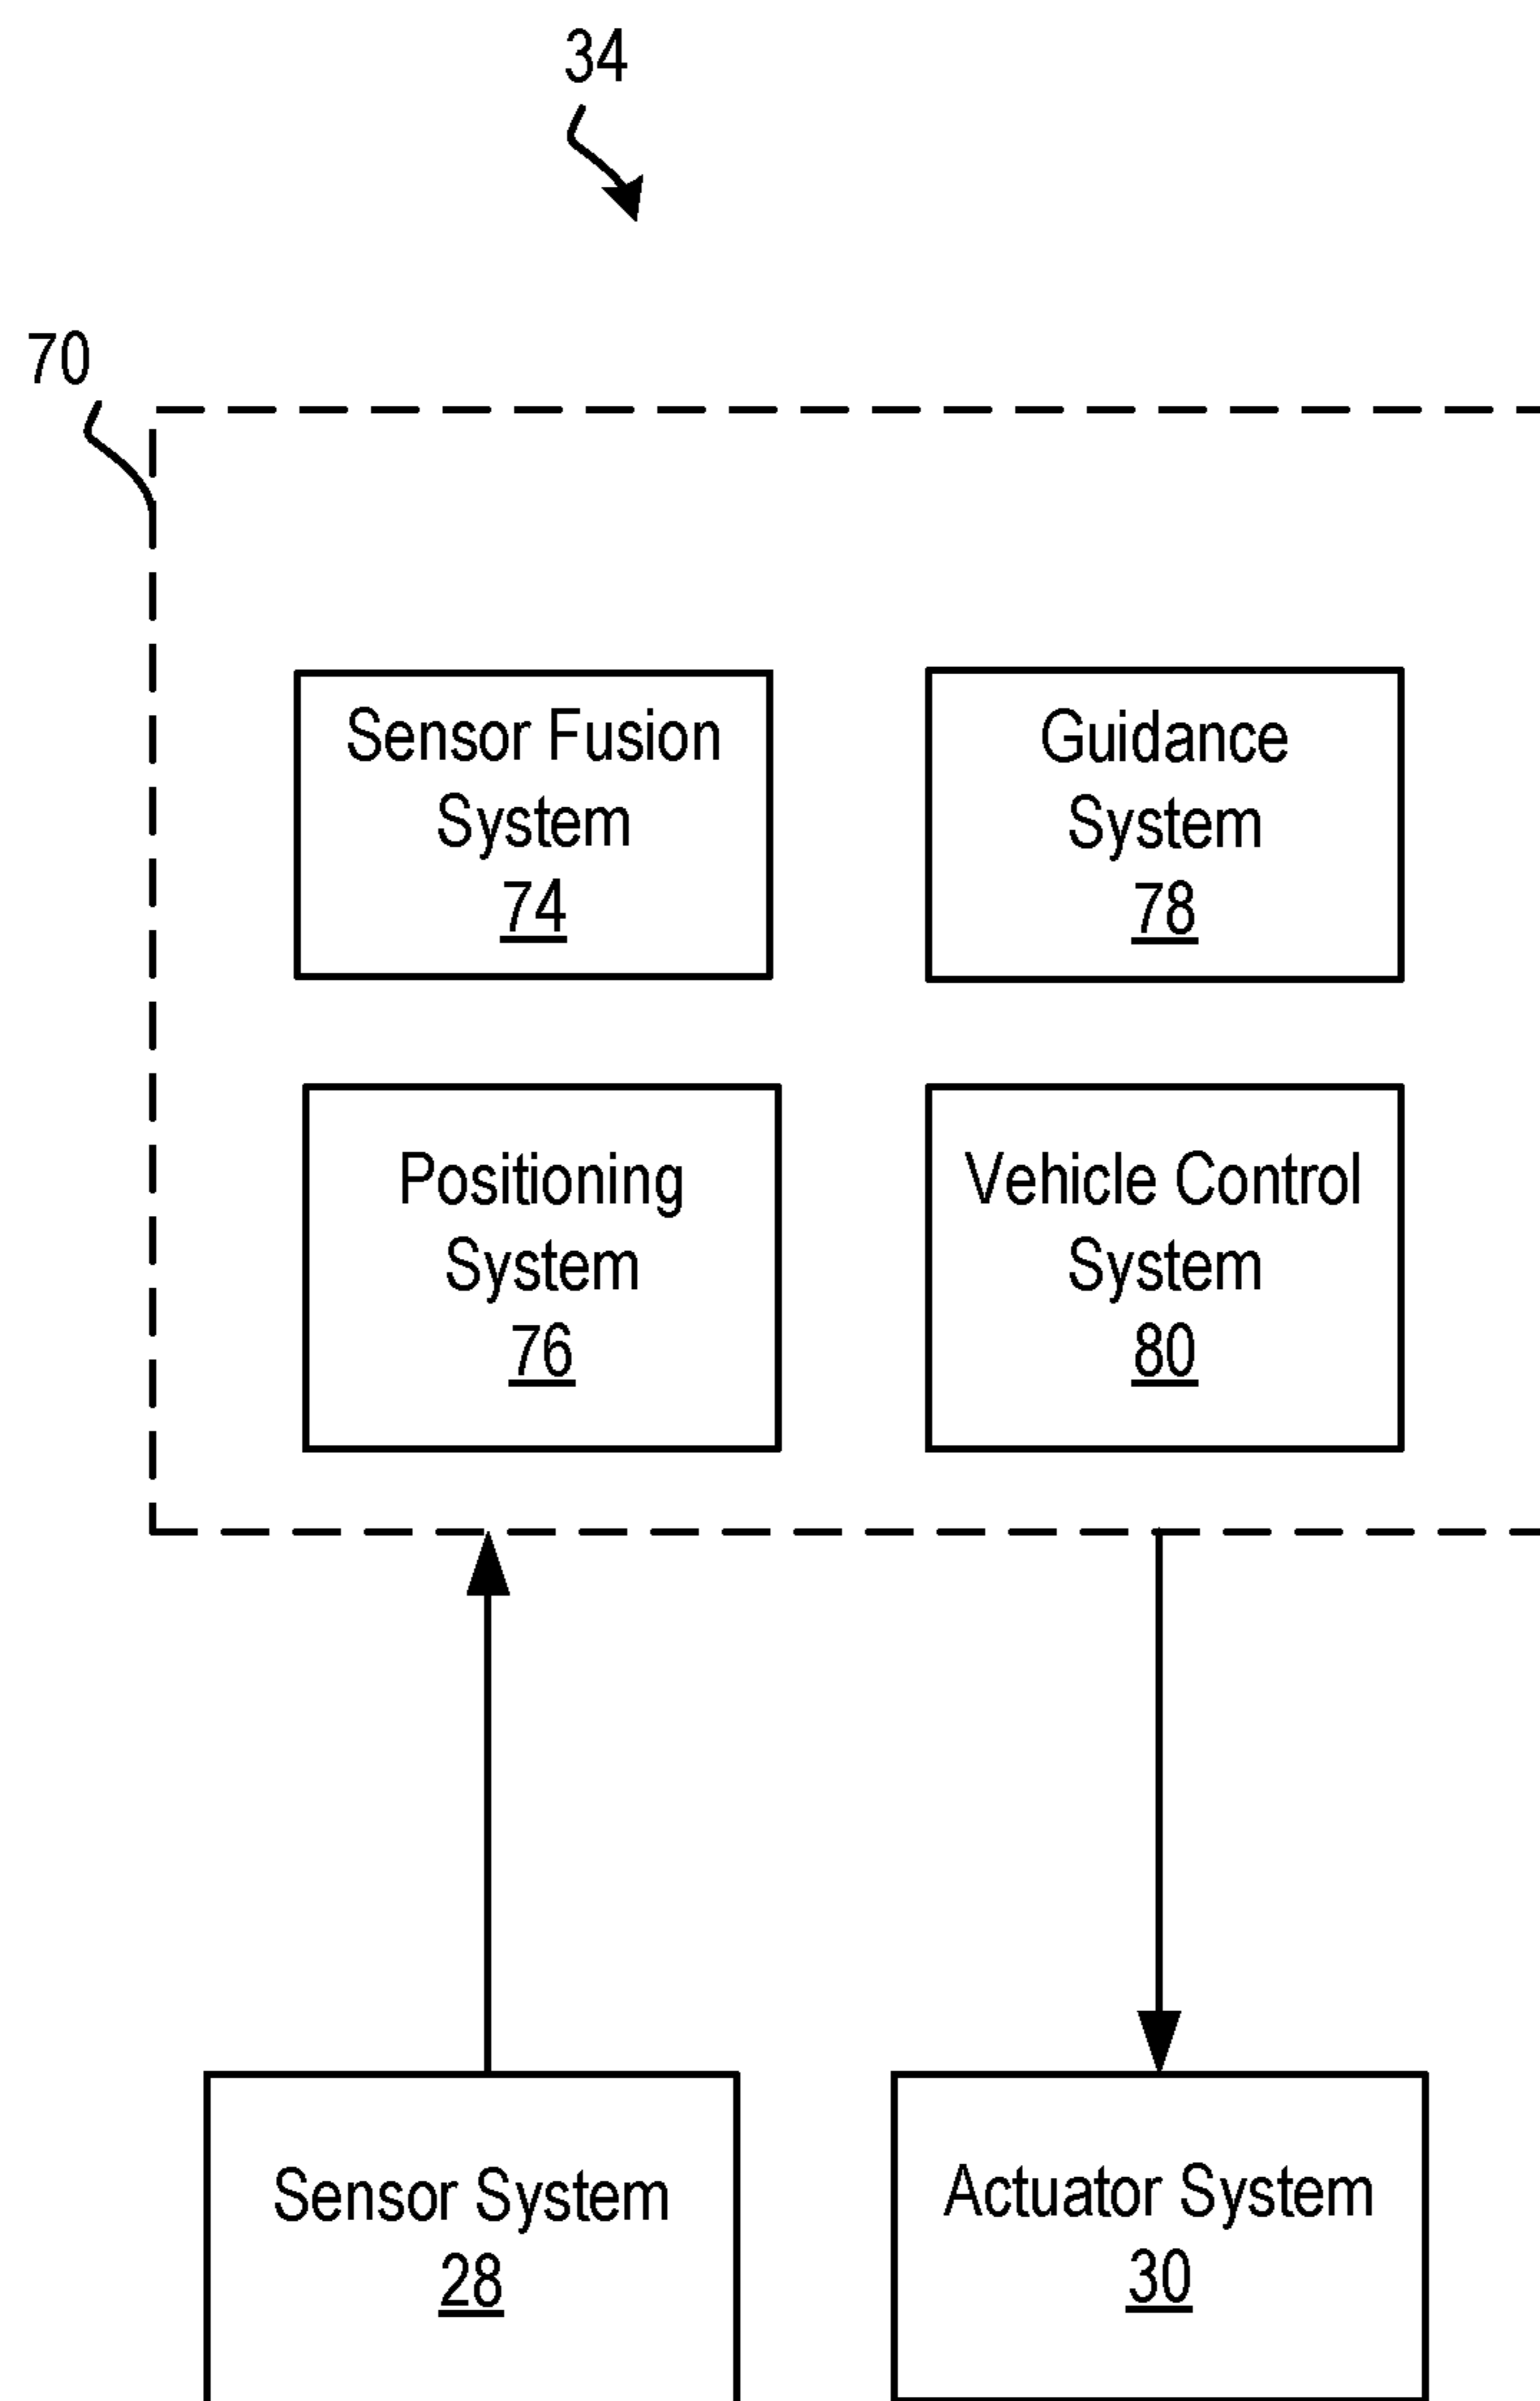 34
70
Sensor Fusion
System
74
Guidance
System
78
Positioning
System
76
Vehicle Control
System
80
Sensor System
28
Actuator System
30